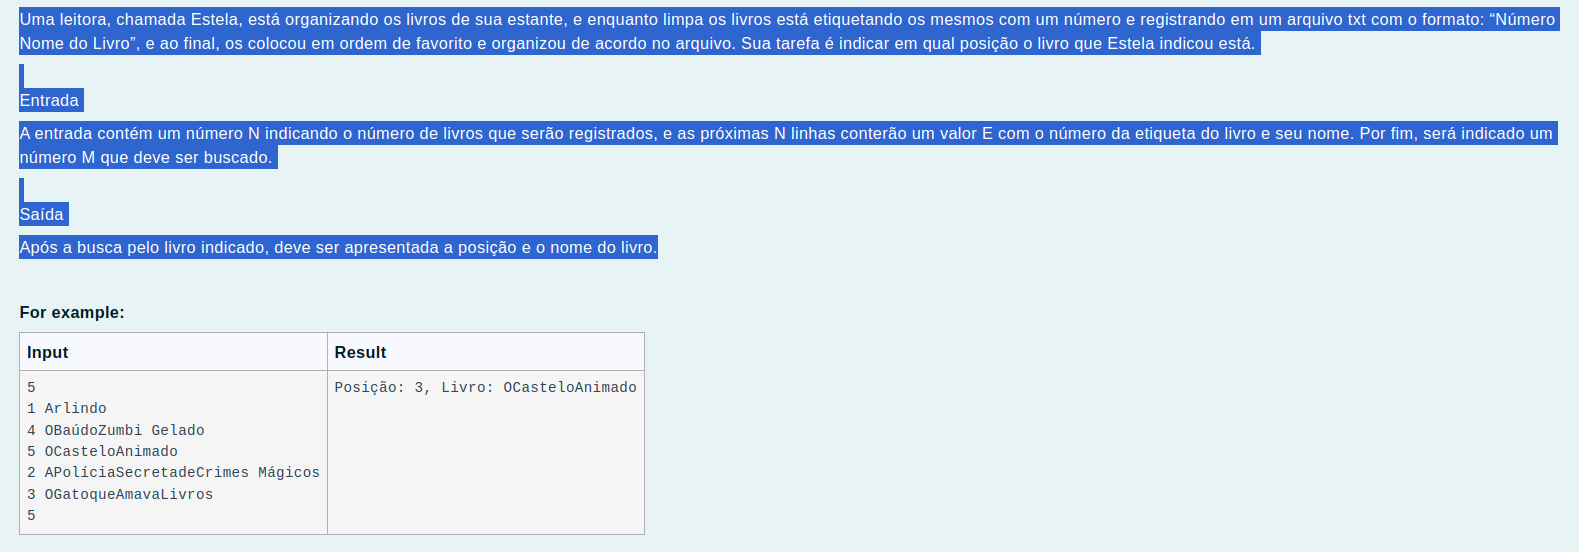 Uma leitora, chamada Estela, está organizando os livros de sua estante, e enquanto limpa os livros está etiquetando os mesmos com um número e registrando em um arquivo txt com o formato: “Número
Nome do Livro”, e ao final, os colocou em ordem de favorito e organizou de acordo no arquivo. Sua tarefa é indicar em qual posição o livro que Estela indicou está.
Entrada
A entrada contém um número N indicando o número de livros que serão registrados, e as próximas N linhas conterão um valor E com o número da etiqueta do livro e seu nome. Por fim, será indicado um
número M que deve ser buscado.
Saída
Após a busca pelo livro indicado, deve ser apresentada a posição e o nome do livro.
For example:
Input Result
5 Posição: 3, Livro: OCasteloAnimado
1 Arlindo
4 OBaúdoZumbi Gelado
5 OCasteloAnimado
2 APolíciaSecretadeCrimes Mágicos
3 OGatoqueAmavaLivros
5